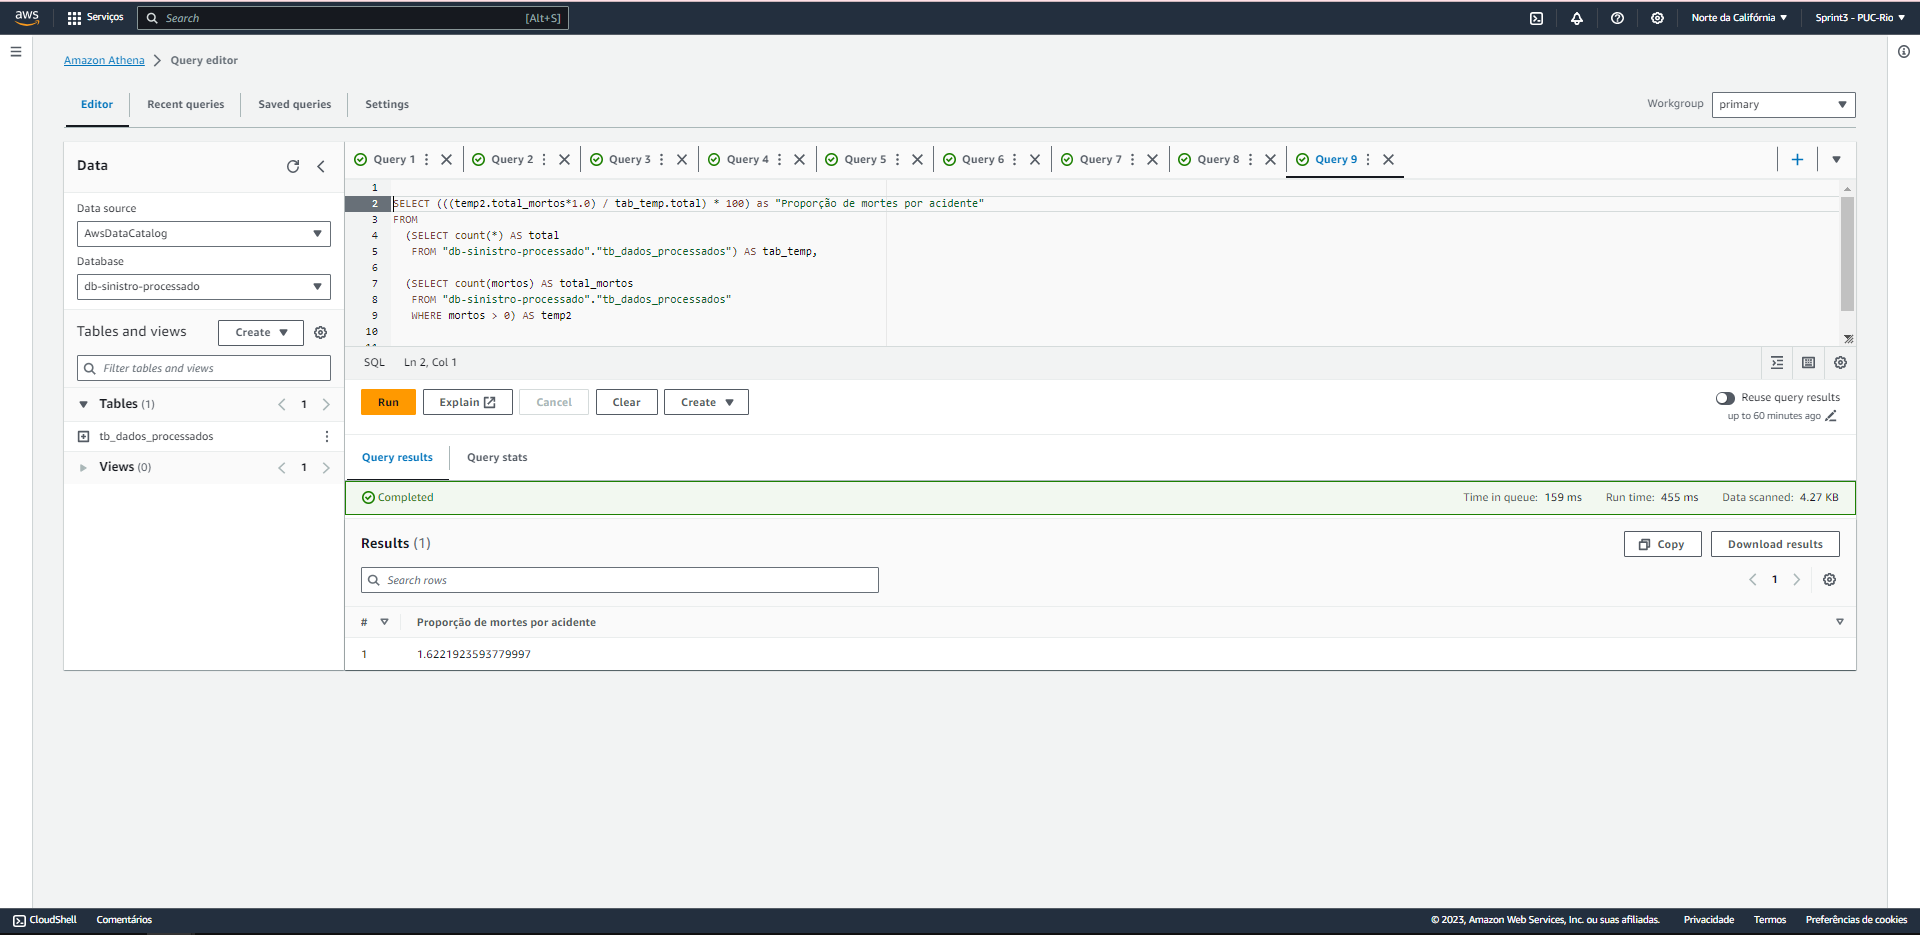 aws Serviços Search [Alt+S] Norte da Califórnia Sprint3 - PUC-Rio
Amazon Athena Query editor
Editor Recent queries Saved queries Settings Workgroup primary
Data
Data source
AwsDataCatalog
Database
db-sinistro-processado
Tables and views Create
Filter tables and views
Tables (1) 1
tb_dados_processados
Views (0) 1
Query 1 Query 2 Query 3 Query 4 Query 5 Query 6 Query 7 Query 8 Query 9
1
2 SELECT (((temp2.total_mortos*1.0) / tab_temp.total) * 100) as "Proporção de mortes por acidente"
3 FROM
4 (SELECT count(*) AS total
5 FROM "db-sinistro-processado"."tb_dados_processados") AS tab_temp,
6
7 (SELECT count(mortos) AS total_mortos
8 FROM "db-sinistro-processado"."tb_dados_processados"
9 WHERE mortos > 0) AS temp2
10
SQL Ln 2, Col 1
Run Explain Cancel Clear Create
Reuse query results
up to 60 minutes ago
Query results Query stats
Completed Time in queue: 159 ms Run time: 455 ms Data scanned: 4.27 KB
Results (1) Copy Download results
Search rows 1
# Proporção de mortes por acidente
1 1.6221923593779997
CloudShell Comentários © 2023, Amazon Web Services, Inc. ou suas afiliadas. Privacidade Termos Preferências de cookies